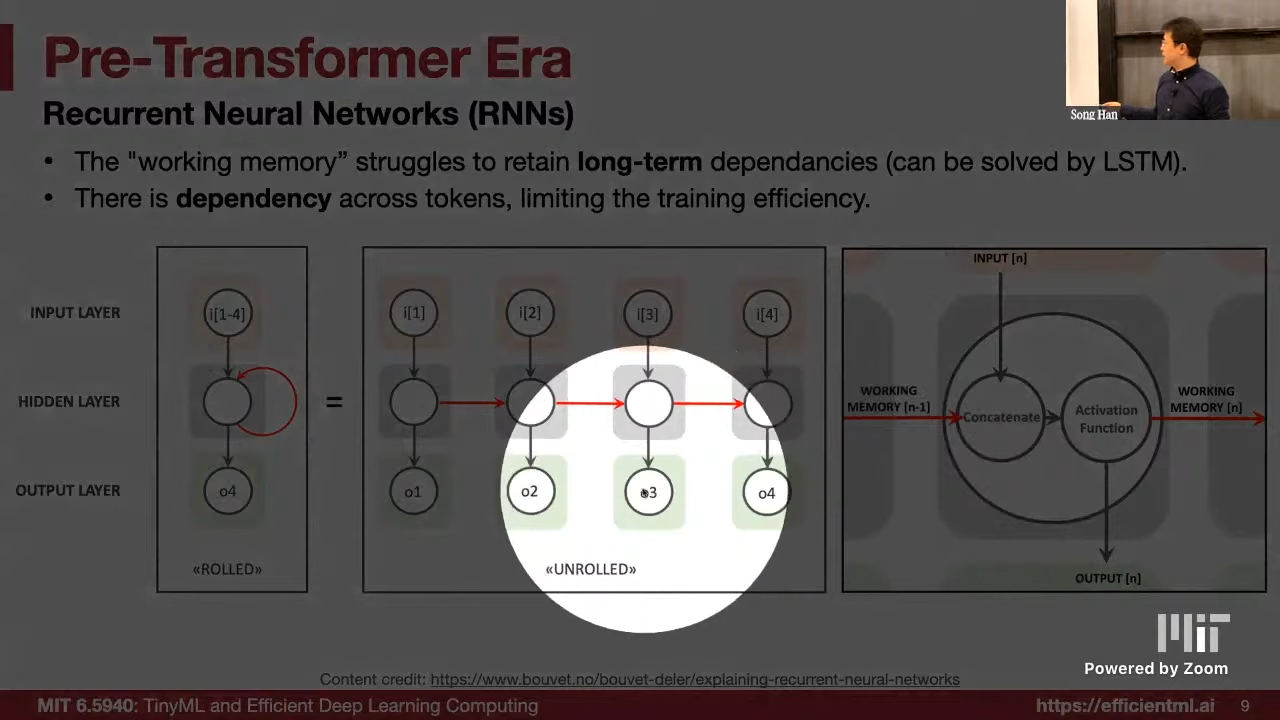 Pre-Transformer Era
Song Han
Recurrent Neural Networks (RNNs)
• The "working memory” struggles to retain long-term dependancies (can be solved by LSTM).
• There is dependency across tokens, limiting the training efficiency.
INPUT LAYER
HIDDEN LAYER
OUTPUT LAYER
i[1-4]
o4
«ROLLED»
=
i[1] i[2] i[3] i[4]
o1 o2 o3 o4
«UNROLLED»
INPUT [n]
WORKING
MEMORY [n-1]
Concatenate
Activation
Function
WORKING
MEMORY [n]
OUTPUT [n]
MIT
Powered by Zoom
Content credit: https://www.bouvet.no/bouvet-deler/explaining-recurrent-neural-networks
MIT 6.5940: TinyML and Efficient Deep Learning Computing https://efficientml.ai 9